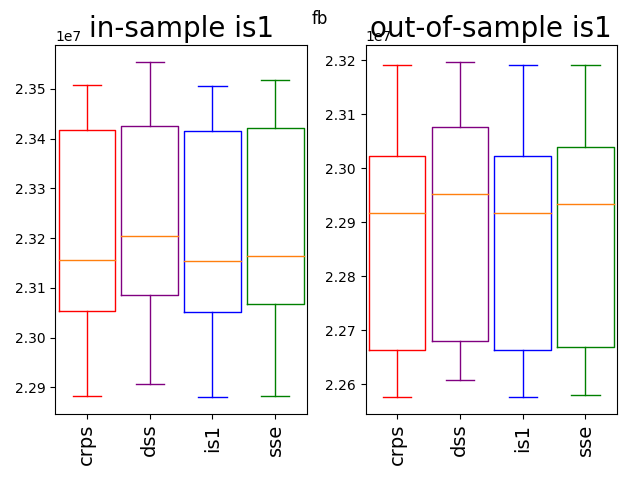 fb
in-sample is1
1e7
2.35
2.34
2.33
2.32
2.31
2.30
2.29
crps
dss
is1
sse
out-of-sample is1
1e7
2.32
2.31
2.30
2.29
2.28
2.27
2.26
crps
dss
is1
sse